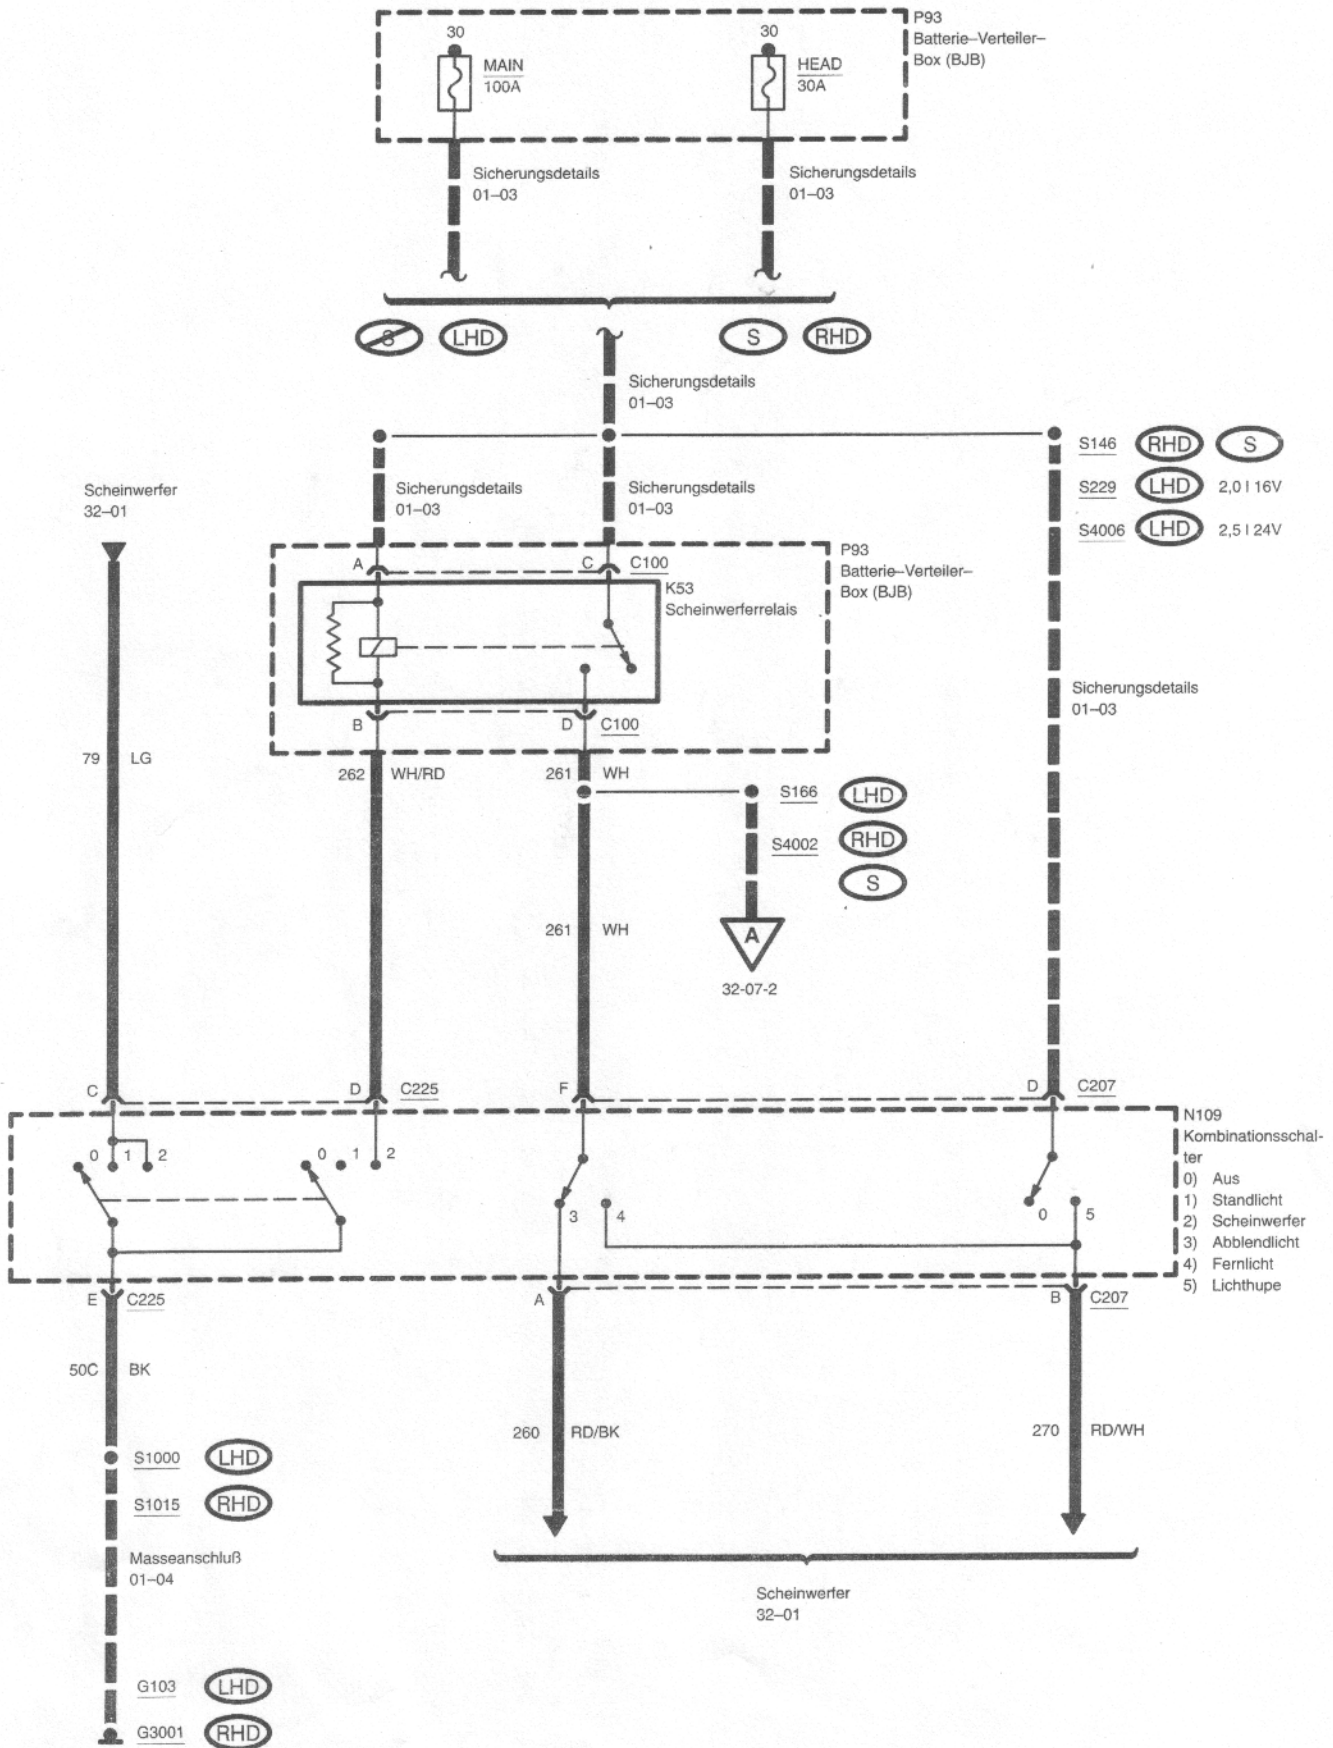 P93
Batterie–Verteiler–
Box (BJB)
30
MAIN
100A
30
HEAD
30A
Sicherungsdetails
01–03
Sicherungsdetails
01–03
S
LHD
S
RHD
Sicherungsdetails
01–03
S146 RHD S
S229 LHD 2,0 l 16V
S4006 LHD 2,5 l 24V
Scheinwerfer
32–01
Sicherungsdetails
01–03
Sicherungsdetails
01–03
A
C C100
P93
Batterie–Verteiler–
Box (BJB)
K53
Scheinwerferrelais
B
D C100
Sicherungsdetails
01–03
79 LG
262 WH/RD
261 WH
S166 LHD
S4002 RHD
S
261 WH
A
32-07-2
C
D C225
F
D C207
N109
Kombinationsschal-
ter
0) Aus
1) Standlicht
2) Scheinwerfer
3) Abblendlicht
4) Fernlicht
5) Lichthupe
0 1 2
0 1 2
3 4
0 5
E C225
A
B C207
50C BK
260 RD/BK
270 RD/WH
S1000 LHD
S1015 RHD
Masseanschluß
01–04
Scheinwerfer
32–01
G103 LHD
G3001 RHD